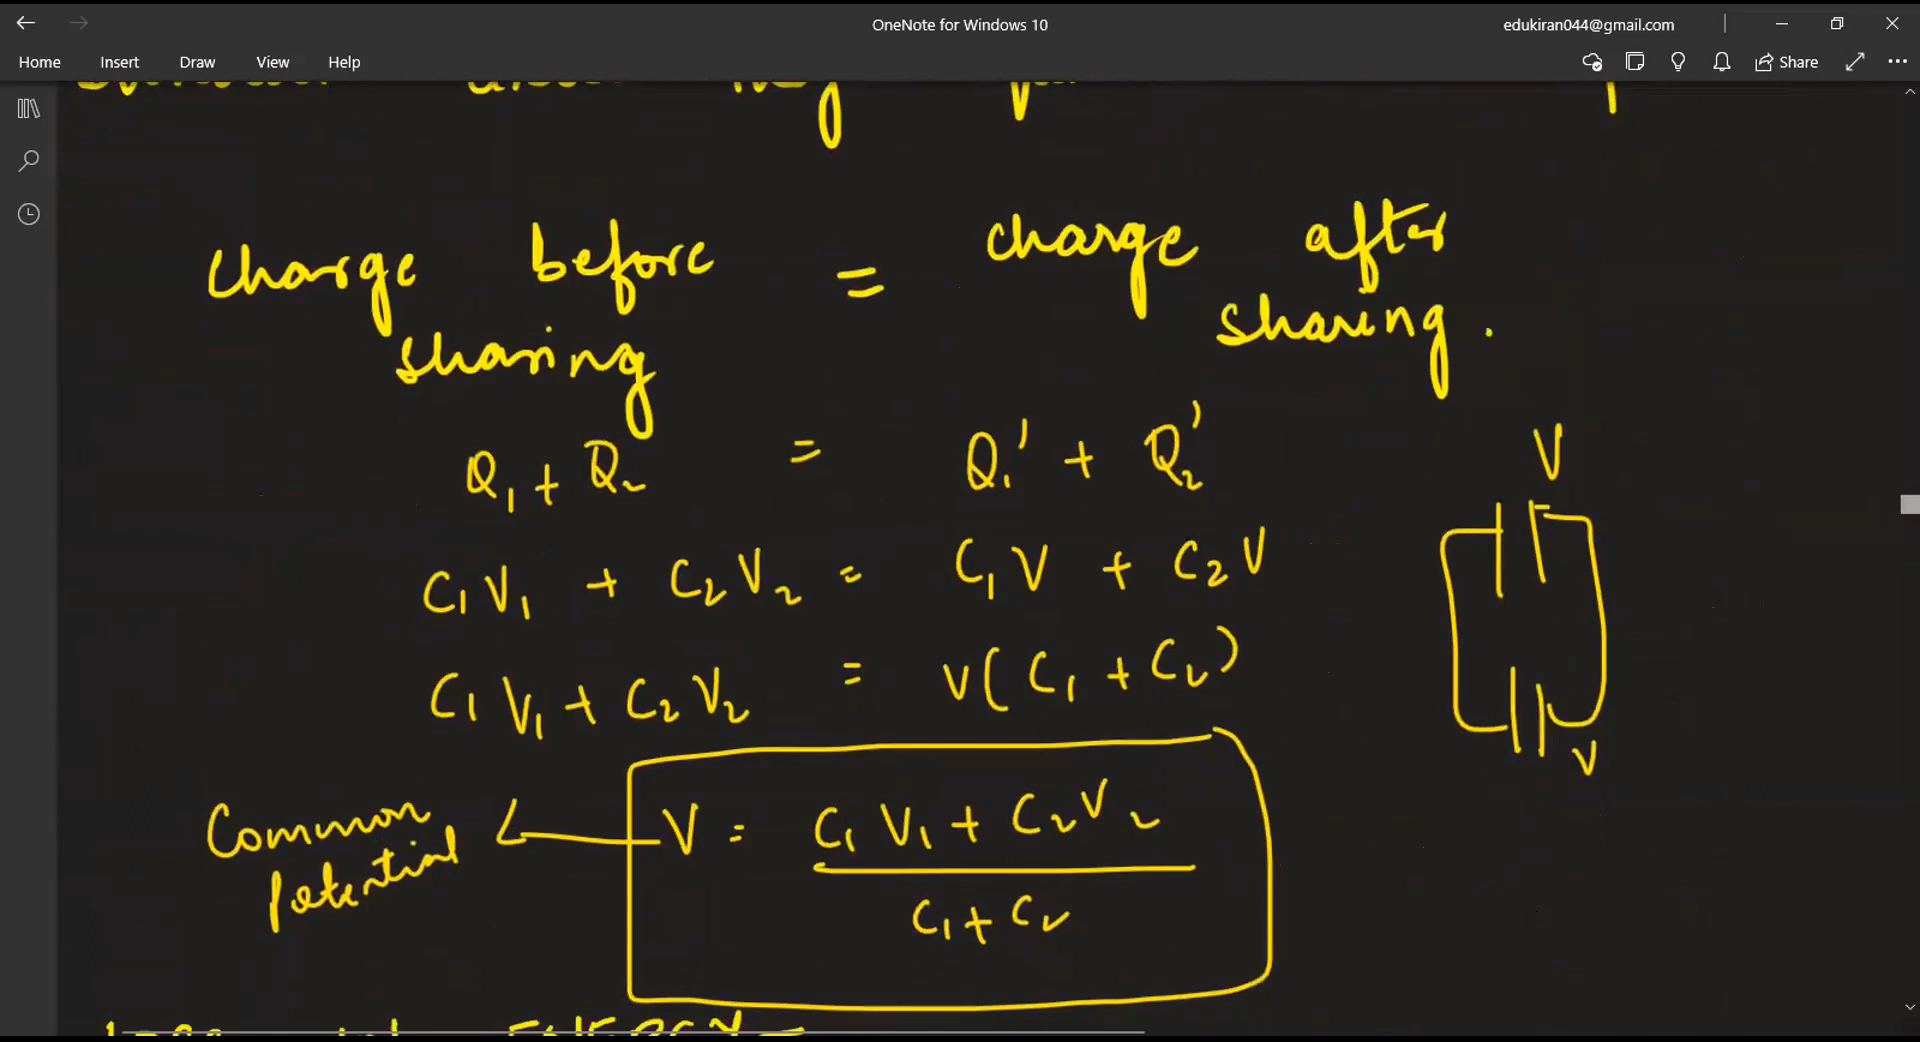 OneNote for Windows 10
edukiran044@gmail.com
Home Insert Draw View Help
Share
charge before = charge after
sharing sharing.
Q₁ + Q₂ = Q₁' + Q₂'
V
C₁V₁ + C₂V₂ = C₁V + C₂V
C₁V₁ + C₂V₂ = V(C₁ + C₂)
V
Common potential
V = C₁V₁ + C₂V₂
C₁ + C₂